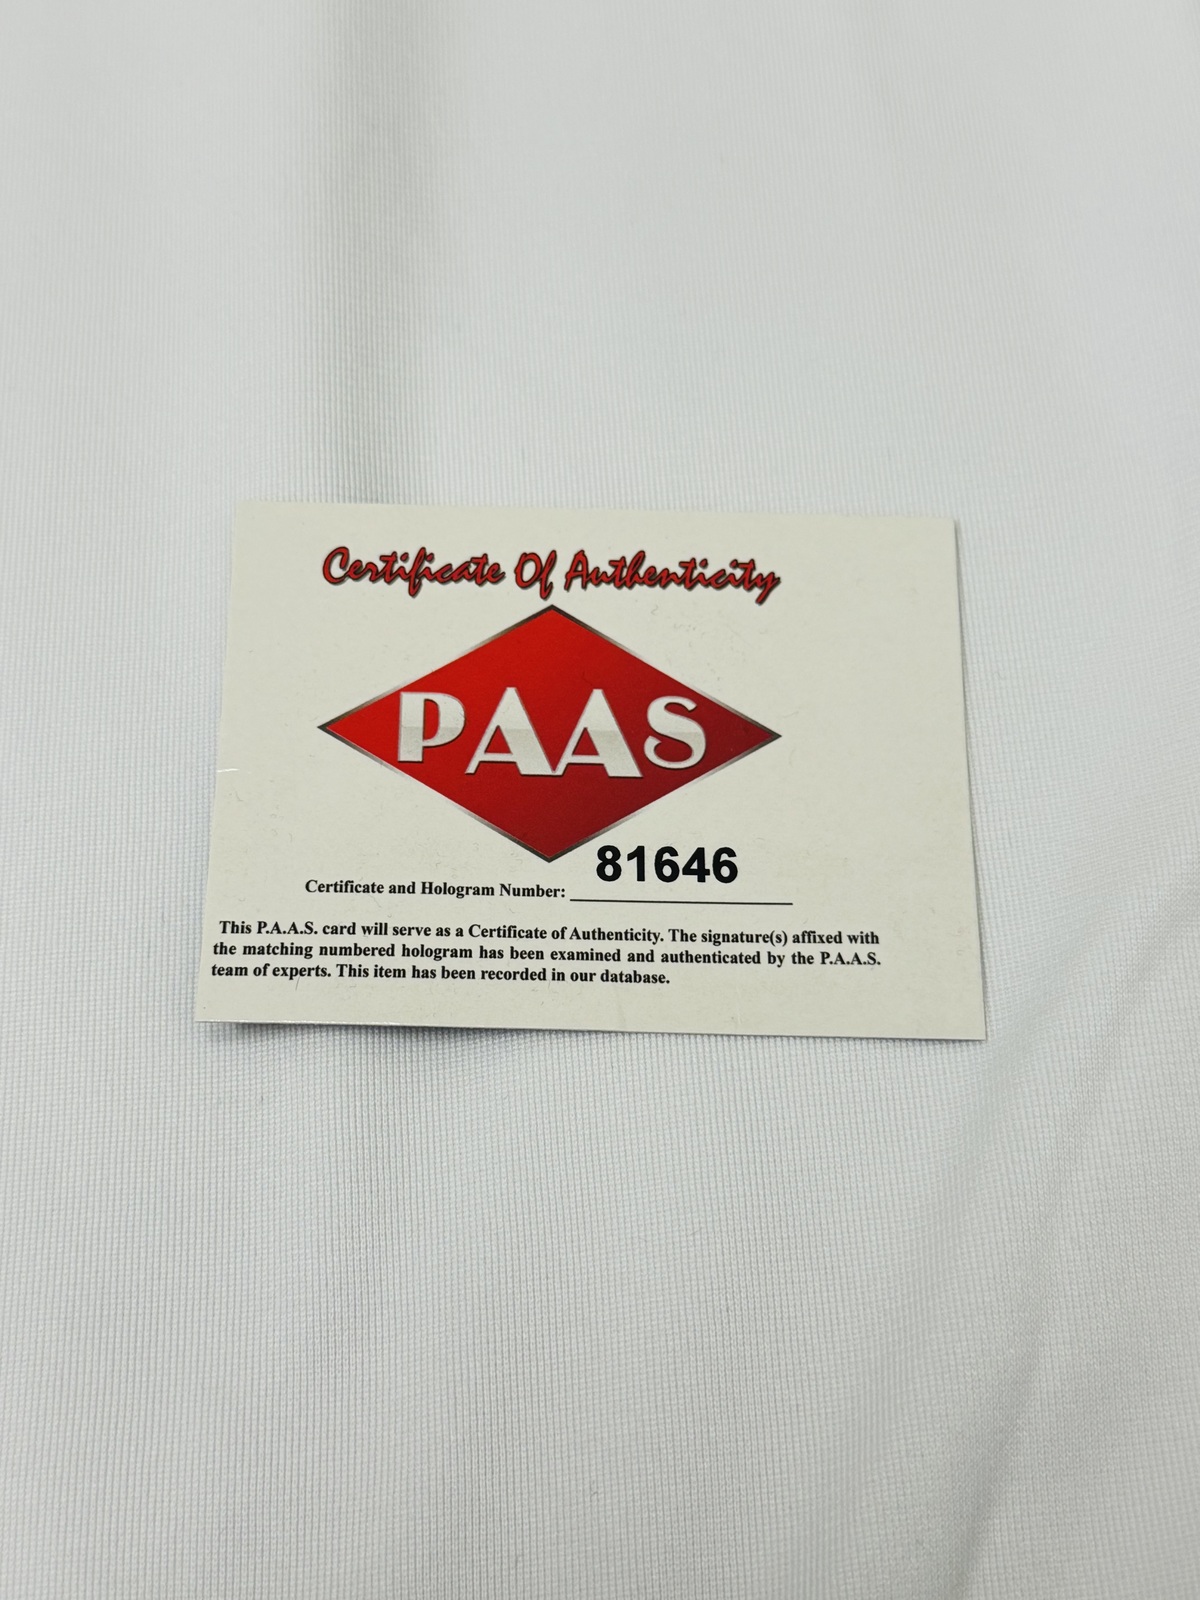 Certificate Of Authenticity
PAAS
81646
Certificate and Hologram Number:
This P.A.A.S. card will serve as a Certificate of Authenticity. The signature(s) affixed with
the matching numbered hologram has been examined and authenticated by the P.A.A.S.
team of experts. This item has been recorded in our database.